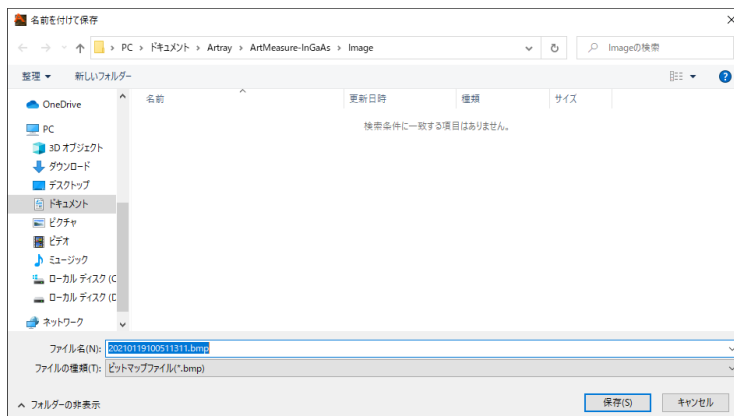 名前を付けて保存
PC › ドキュメント › Artray › ArtMeasure-InGaAs › Image
Imageの検索
整理
新しいフォルダー
名前
更新日時
種類
サイズ
検索条件に一致する項目はありません。
OneDrive
PC
3D オブジェクト
ダウンロード
デスクトップ
ドキュメント
ピクチャ
ビデオ
ミュージック
ローカル ディスク (C
ローカル ディスク (D
ネットワーク
ファイル名(N): 20210119100511311.bmp
ファイルの種類(T): ビットマップファイル(*.bmp)
フォルダーの非表示
保存(S)
キャンセル